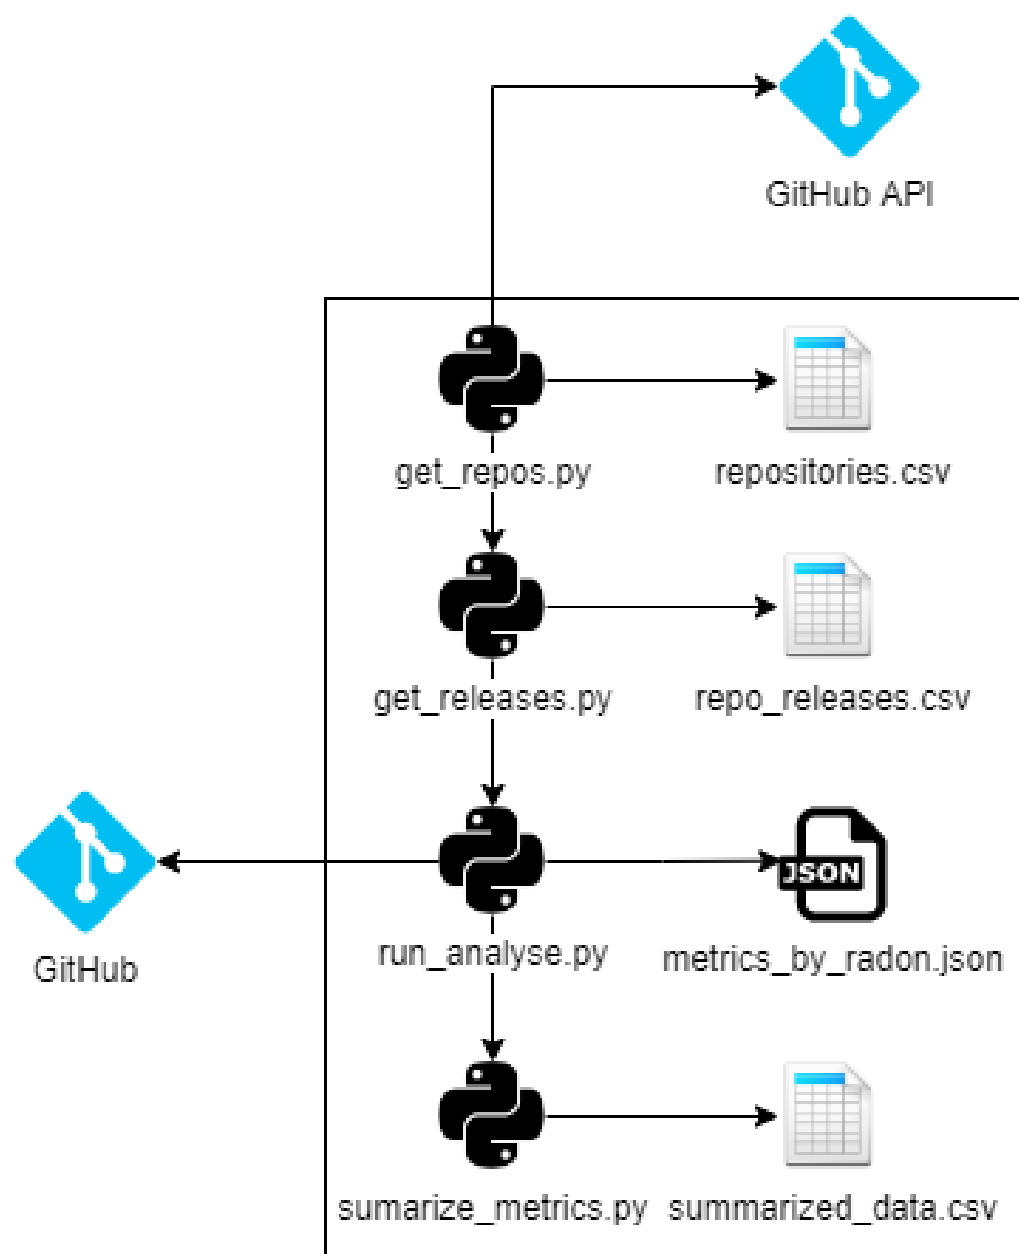 GitHub API
get_repos.py
repositories.csv
get_releases.py
repo_releases.csv
JSON
GitHub
run_analyse.py
metrics_by_radon.json
sumarize_metrics.py
summarized_data.csv